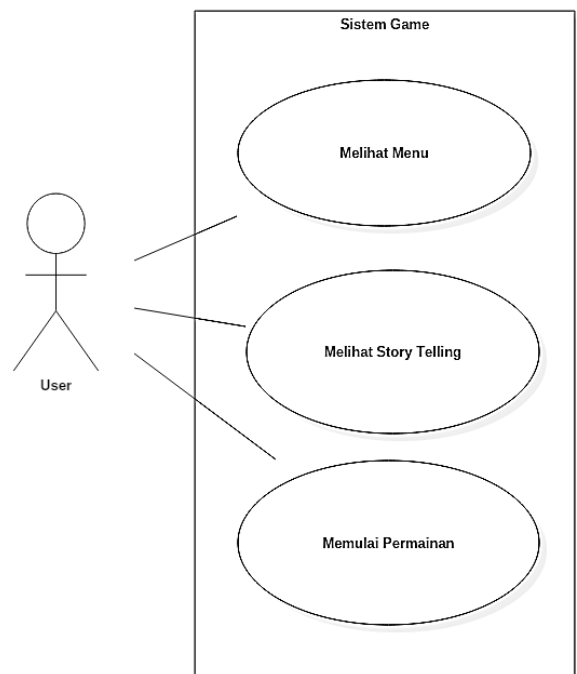 Sistem Game
Melihat Menu
Melihat Story Telling
User
Memulai Permainan